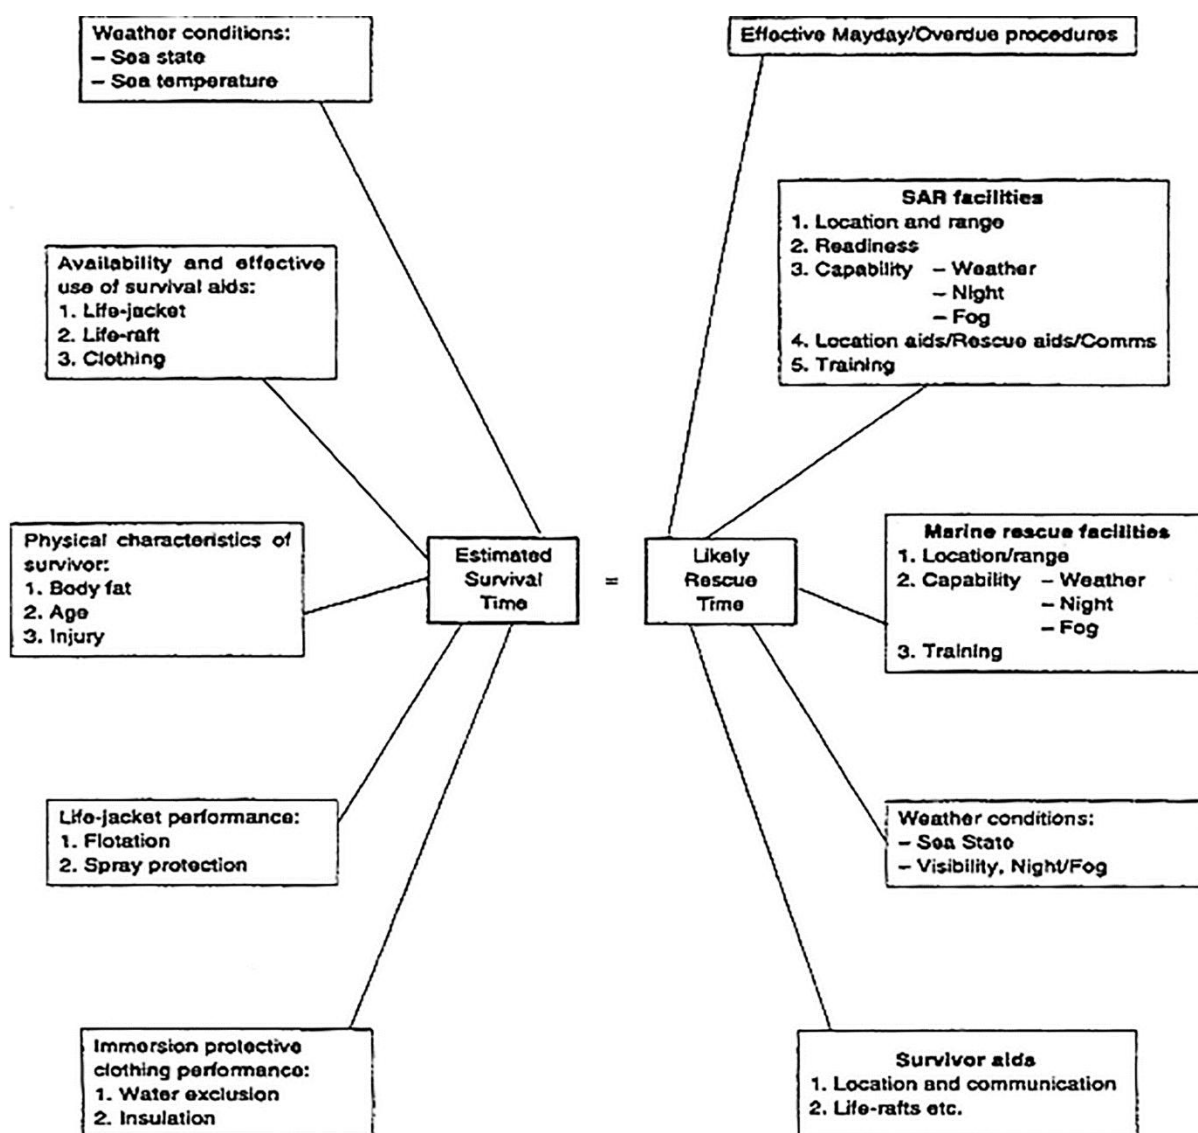 Weather conditions:
– Sea state
– Sea temperature
Effective Mayday/Overdue procedures
SAR facilities
1. Location and range
2. Readiness
3. Capability – Weather
– Night
– Fog
4. Location aids/Rescue aids/Comms
5. Training
Availability and effective
use of survival aids:
1. Life-jacket
2. Life-raft
3. Clothing
Physical characteristics of
survivor:
1. Body fat
2. Age
3. Injury
Estimated
Survival
Time
=
Likely
Rescue
Time
Marine rescue facilities
1. Location/range
2. Capability – Weather
– Night
– Fog
3. Training
Life-jacket performance:
1. Flotation
2. Spray protection
Weather conditions:
– Sea State
– Visibility, Night/Fog
Immersion protective
clothing performance:
1. Water exclusion
2. Insulation
Survivor aids
1. Location and communication
2. Life-rafts etc.